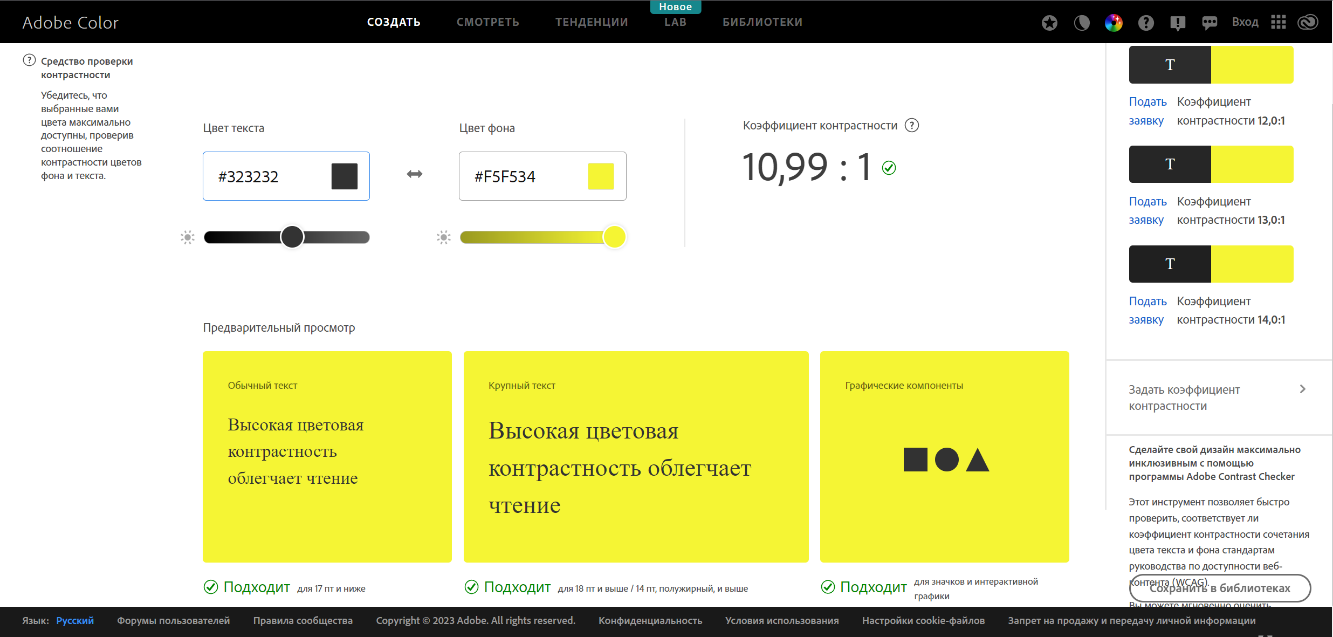 Adobe Color
СОЗДАТЬ
СМОТРЕТЬ
ТЕНДЕНЦИИ
Новое
LAB
БИБЛИОТЕКИ
Вход
? Средство проверки
контрастности
Убедитесь, что
выбранные вами
цвета максимально
доступны, проверив
соотношение
контрастности цветов
фона и текста.
Цвет текста
#323232
Цвет фона
#F5F534
Коэффициент контрастности ?
10,99 : 1
Предварительный просмотр
Обычный текст
Высокая цветовая
контрастность
облегчает чтение
Подходит для 17 пт и ниже
Крупный текст
Высокая цветовая
контрастность облегчает
чтение
Подходит для 18 пт и выше / 14 пт, полужирный, и выше
Графические компоненты
Подходит для значков и интерактивной
графики
T
Подать Коэффициент
заявку контрастности 12,0:1
T
Подать Коэффициент
заявку контрастности 13,0:1
T
Подать Коэффициент
заявку контрастности 14,0:1
Задать коэффициент
контрастности
Сделайте свой дизайн максимально
инклюзивным с помощью
программы Adobe Contrast Checker
Этот инструмент позволяет быстро
проверить, соответствует ли
коэффициент контрастности сочетания
цвета текста и фона стандартам
руководства по доступности веб-
контента (WCAG).
Сохранить в библиотеках
Вы можете мгновенно оценить
Язык: Русский
Форумы пользователей
Правила сообщества
Copyright © 2023 Adobe. All rights reserved.
Конфиденциальность
Условия использования
Настройки cookie-файлов
Запрет на продажу и передачу личной информации